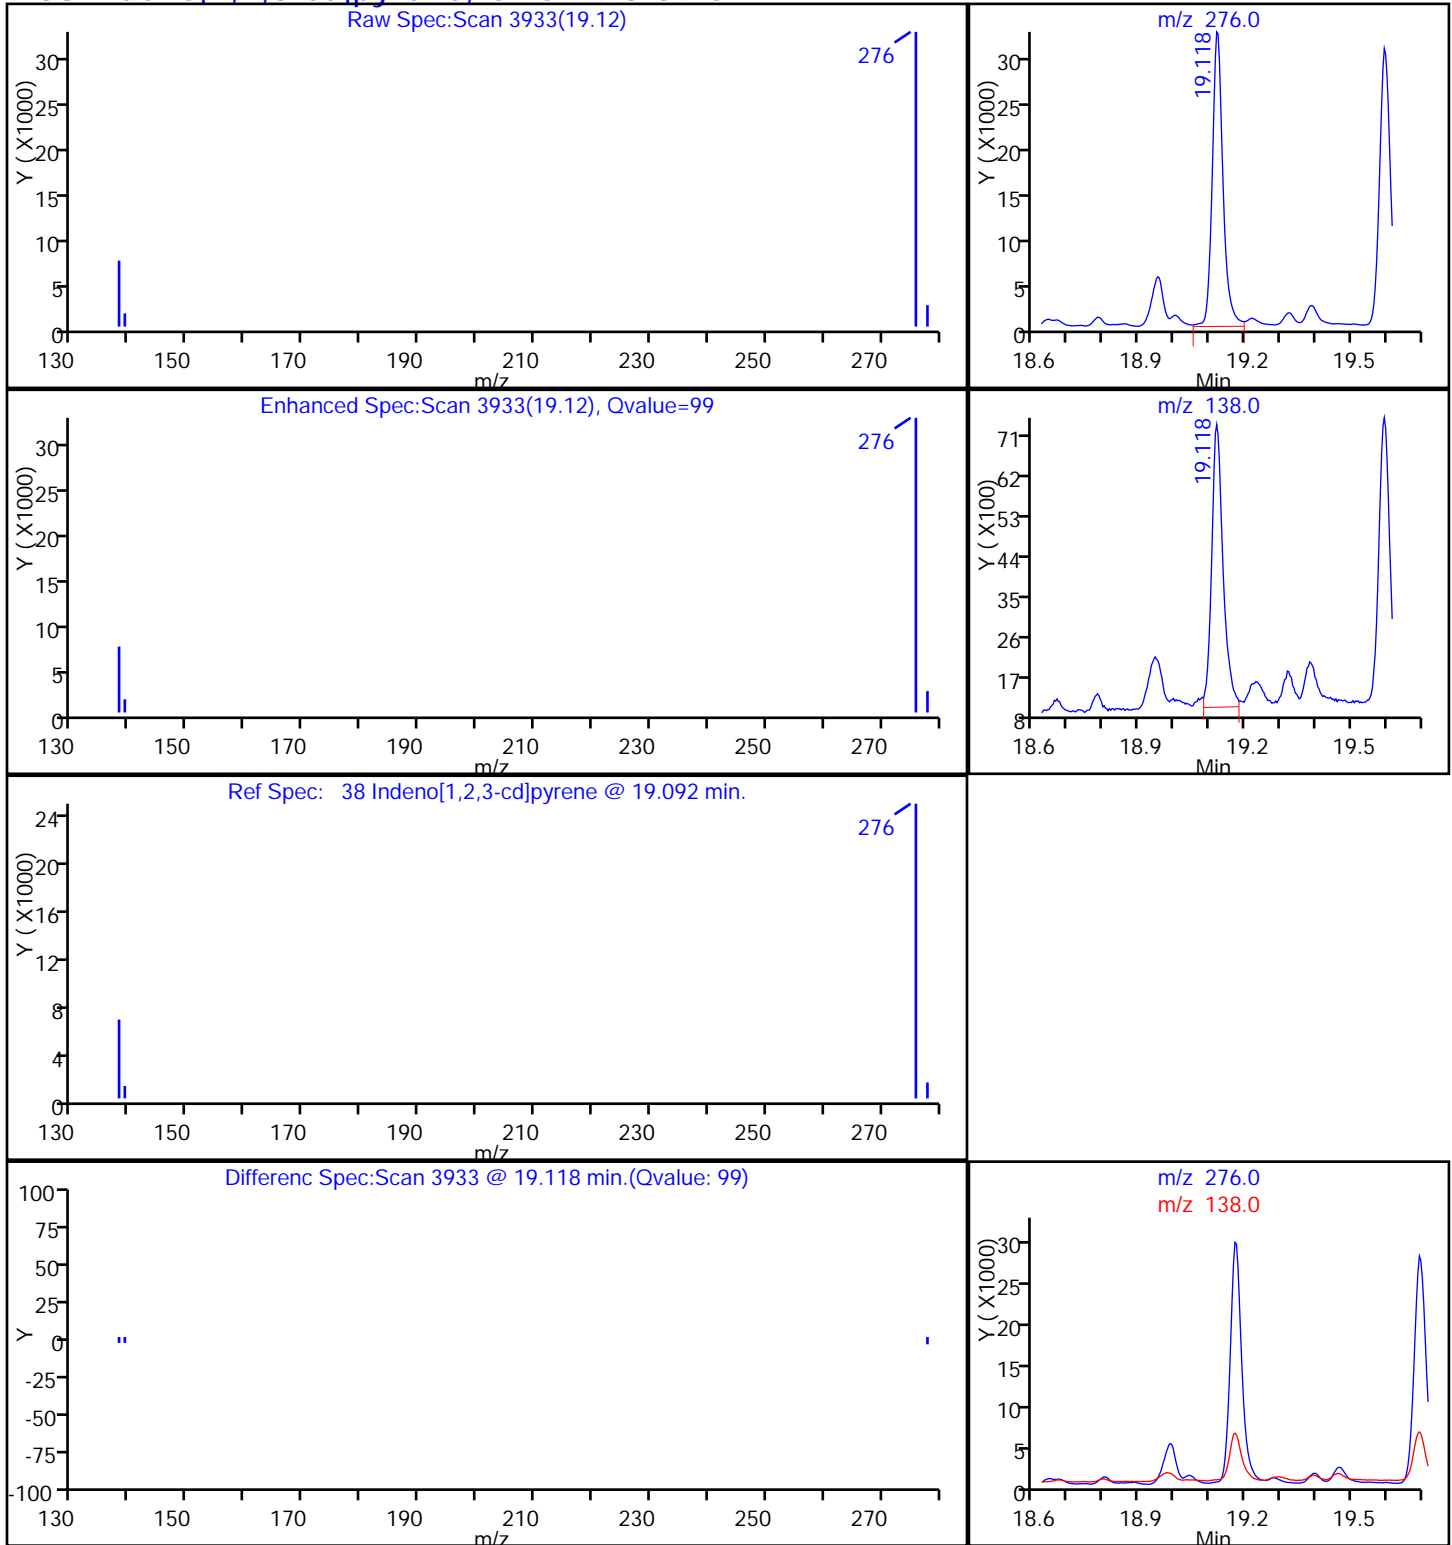 Raw Spec:Scan 3933(19.12)
276
Y ( X1000)
30
25
20
15
10
5
0
130 150 170 190 210 230 250 270
m/z
m/z 276.0
19.118
Y ( X1000)
30
25
20
15
10
5
0
18.6 18.9 19.2 19.5
Min
Enhanced Spec:Scan 3933(19.12), Qvalue=99
276
Y ( X1000)
30
25
20
15
10
5
0
130 150 170 190 210 230 250 270
m/z
m/z 138.0
19.118
Y ( X100)
71
62
53
44
35
26
17
8
18.6 18.9 19.2 19.5
Min
Ref Spec: 38 Indeno[1,2,3-cd]pyrene @ 19.092 min.
276
Y ( X1000)
24
20
16
12
8
4
0
130 150 170 190 210 230 250 270
m/z
Differenc Spec:Scan 3933 @ 19.118 min.(Qvalue: 99)
Y
100
75
50
25
0
-25
-50
-75
-100
130 150 170 190 210 230 250 270
m/z
m/z 276.0
m/z 138.0
Y ( X1000)
30
25
20
15
10
5
0
18.6 18.9 19.2 19.5
Min